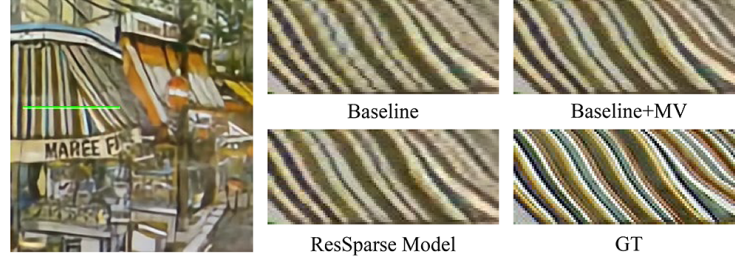 MAREE F
Baseline
Baseline+MV
ResSparse Model
GT